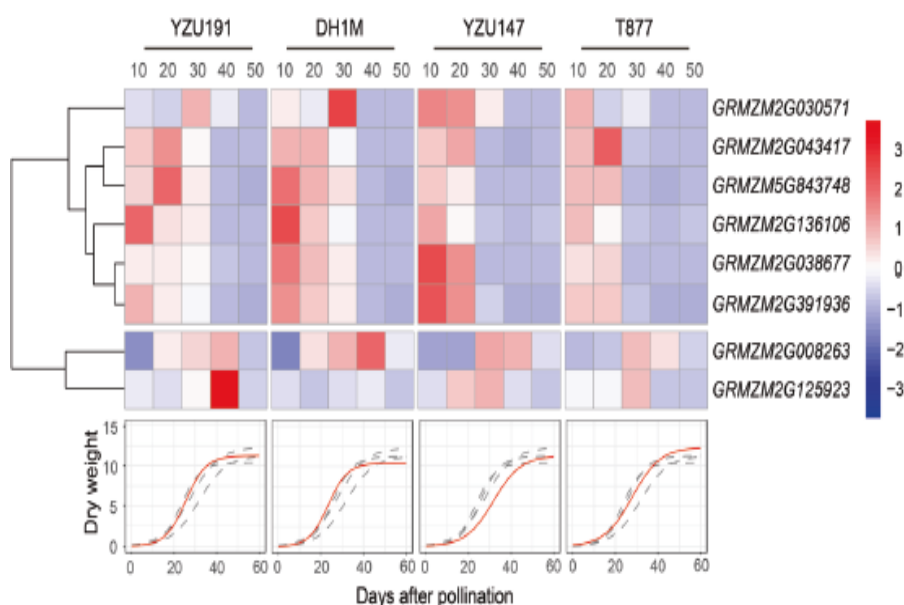 YZU191 DH1M YZU147 T877
10 20 30 40 50 10 20 30 40 50 10 20 30 40 50 10 20 30 40 50
GRMZM2G030571
GRMZM2G043417
GRMZM5G843748
GRMZM2G136106
GRMZM2G038677
GRMZM2G391936
GRMZM2G008263
GRMZM2G125923
3
2
1
0
−1
−2
−3
Dry weight
15
10
5
0
0 20 40 60 0 20 40 60 0 20 40 60 0 20 40 60
Days after pollination